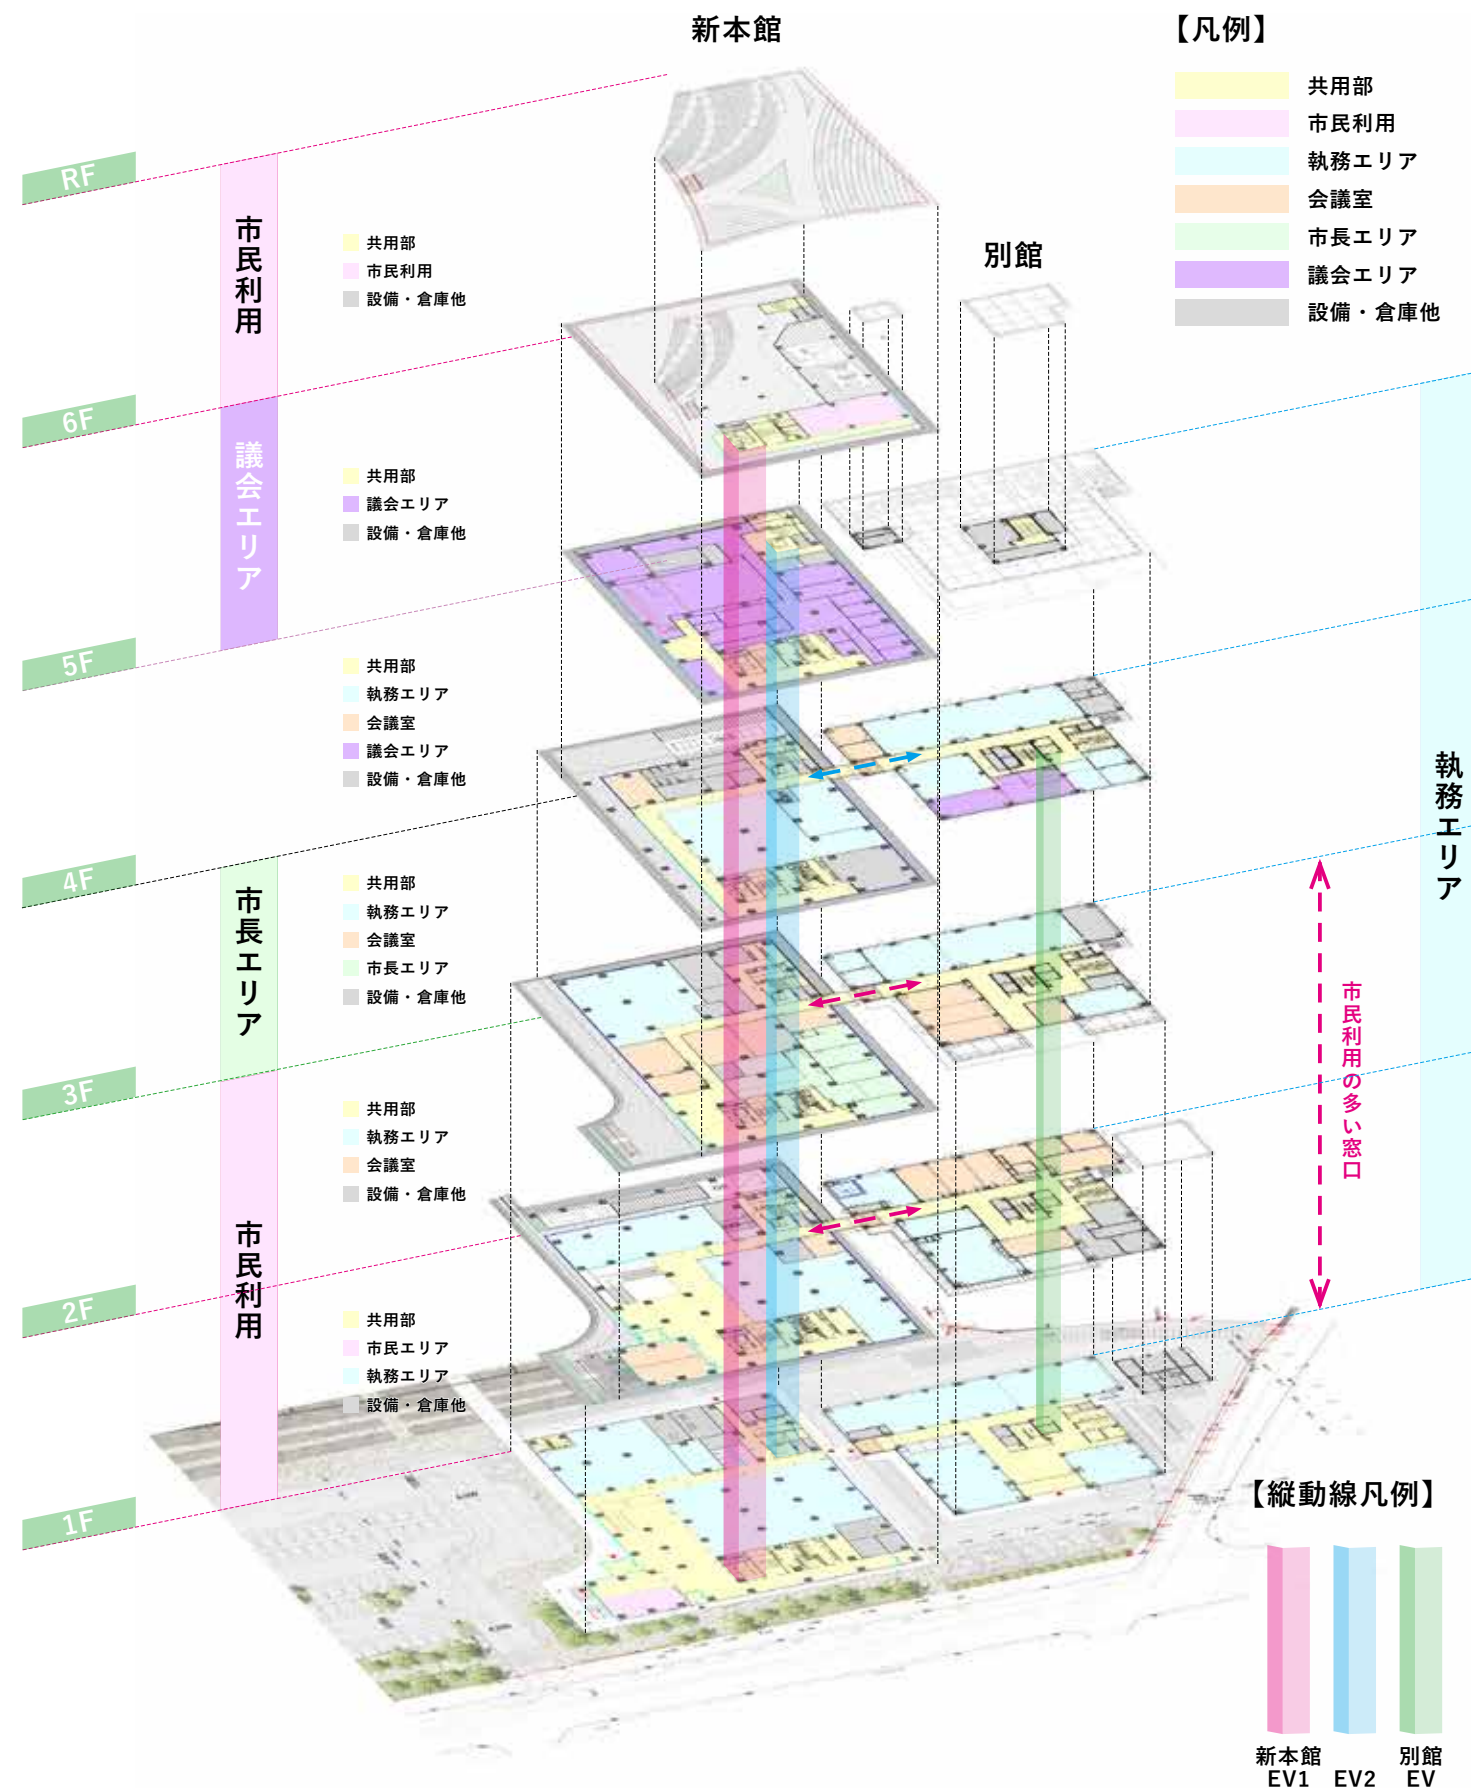 新本館
【凡例】
共用部
市民利用
執務エリア
会議室
市長エリア
議会エリア
設備・倉庫他
別館
RF
市民利用
共用部
市民利用
設備・倉庫他
6F
議会エリア
共用部
議会エリア
設備・倉庫他
5F
共用部
執務エリア
会議室
議会エリア
設備・倉庫他
4F
市長エリア
共用部
執務エリア
会議室
市長エリア
設備・倉庫他
3F
市民利用
共用部
執務エリア
会議室
設備・倉庫他
2F
共用部
市民エリア
執務エリア
設備・倉庫他
1F
執務エリア
市民利用の多い窓口
【縦動線凡例】
新本館
EV1
EV2
別館
EV